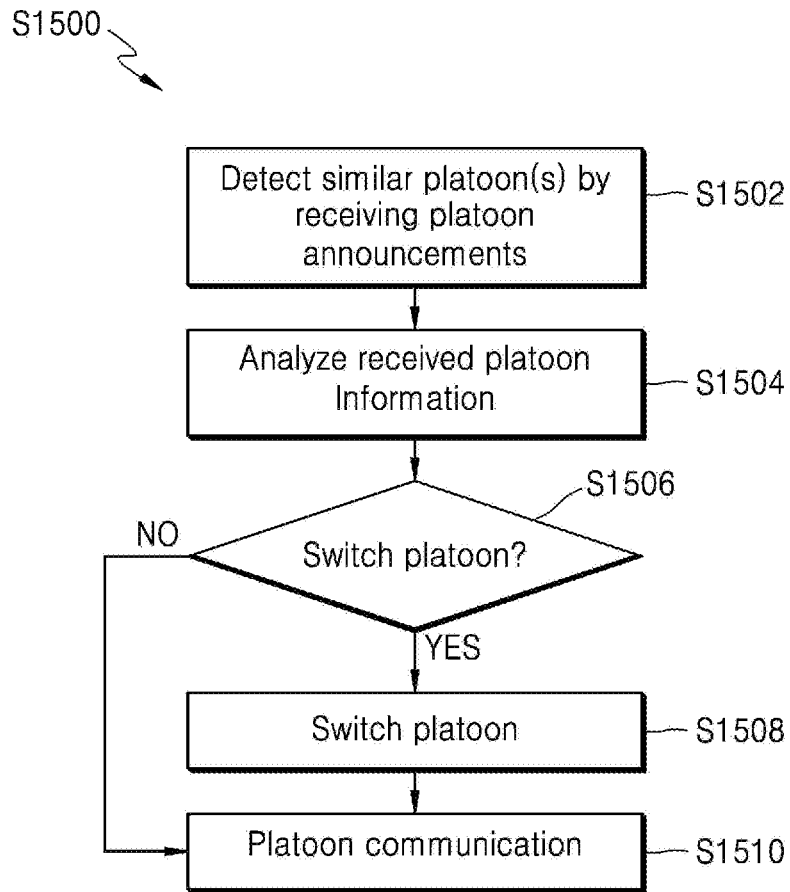 S1500
Detect similar platoon(s) by
receiving platoon
announcements
S1502
Analyze received platoon
Information
S1504
S1506
NO
Switch platoon?
YES
Switch platoon
S1508
Platoon communication
S1510